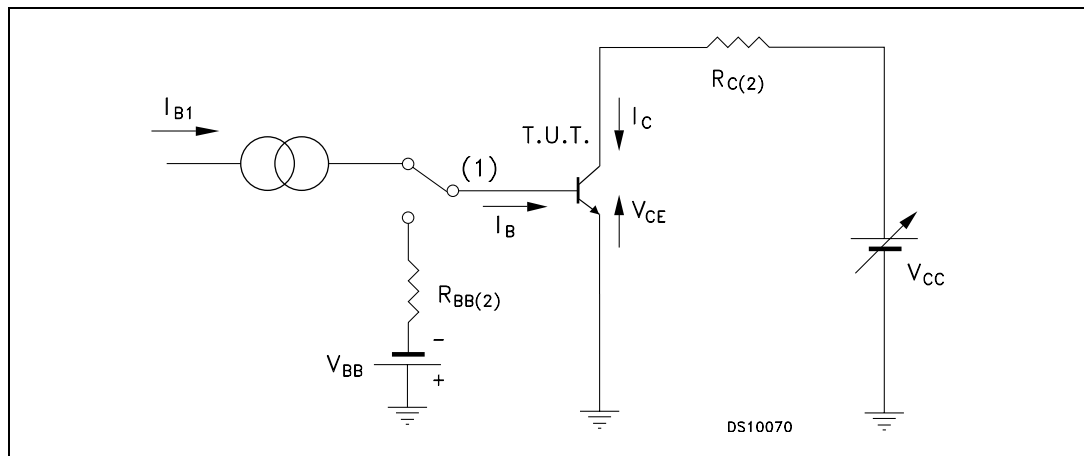 R_C(2)
I_B1
I_C
T.U.T.
(1)
I_B
V_CE
V_CC
R_BB(2)
-
V_BB
+
DS10070